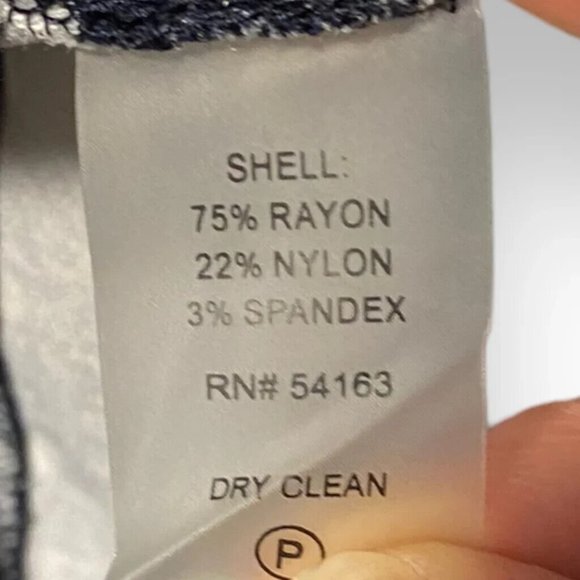 SHELL:
75% RAYON
22% NYLON
3% SPANDEX
RN# 54163
DRY CLEAN
P